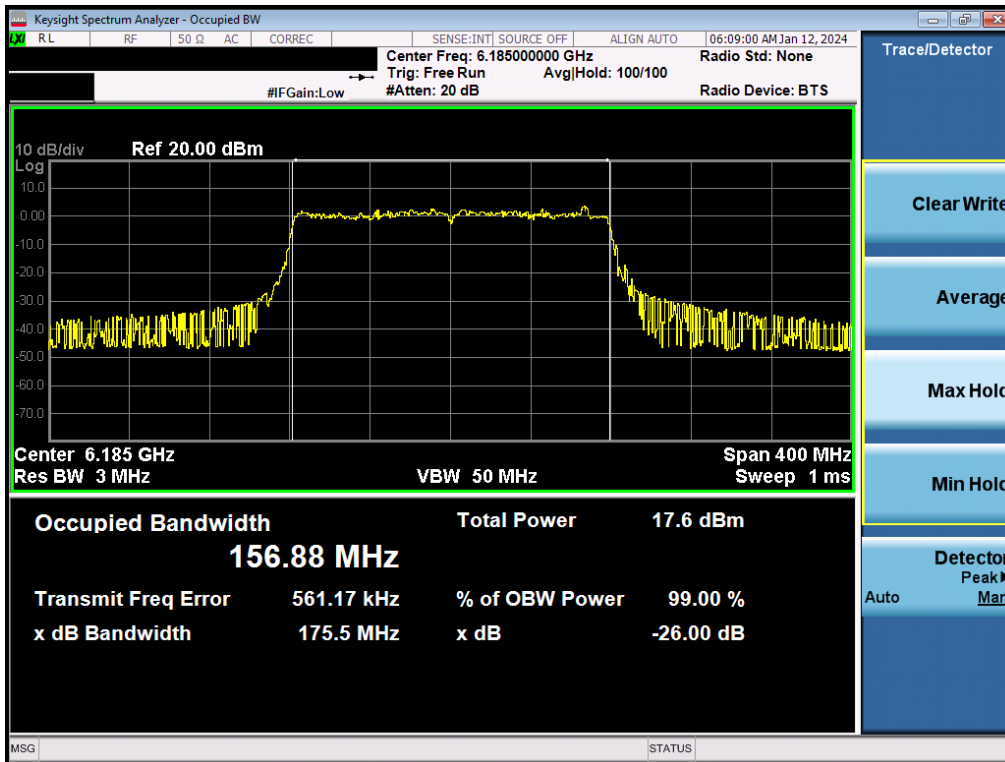 Keysight Spectrum Analyzer - Occupied BW
LXI RL RF 50 Ω AC CORREC SENSE:INT SOURCE OFF ALIGN AUTO 06:09:00 AM Jan 12, 2024
Center Freq: 6.185000000 GHz Radio Std: None
Trig: Free Run Avg|Hold: 100/100
#IFGain:Low #Atten: 20 dB Radio Device: BTS
10 dB/div Ref 20.00 dBm
Log
10.0
0.00
-10.0
-20.0
-30.0
-40.0
-50.0
-60.0
-70.0
Center 6.185 GHz Span 400 MHz
Res BW 3 MHz VBW 50 MHz Sweep 1 ms
Occupied Bandwidth Total Power 17.6 dBm
156.88 MHz
Transmit Freq Error 561.17 kHz % of OBW Power 99.00 %
x dB Bandwidth 175.5 MHz x dB -26.00 dB
MSG STATUS
Trace/Detector
Clear Write
Average
Max Hold
Min Hold
Detector
Peak
Auto Man